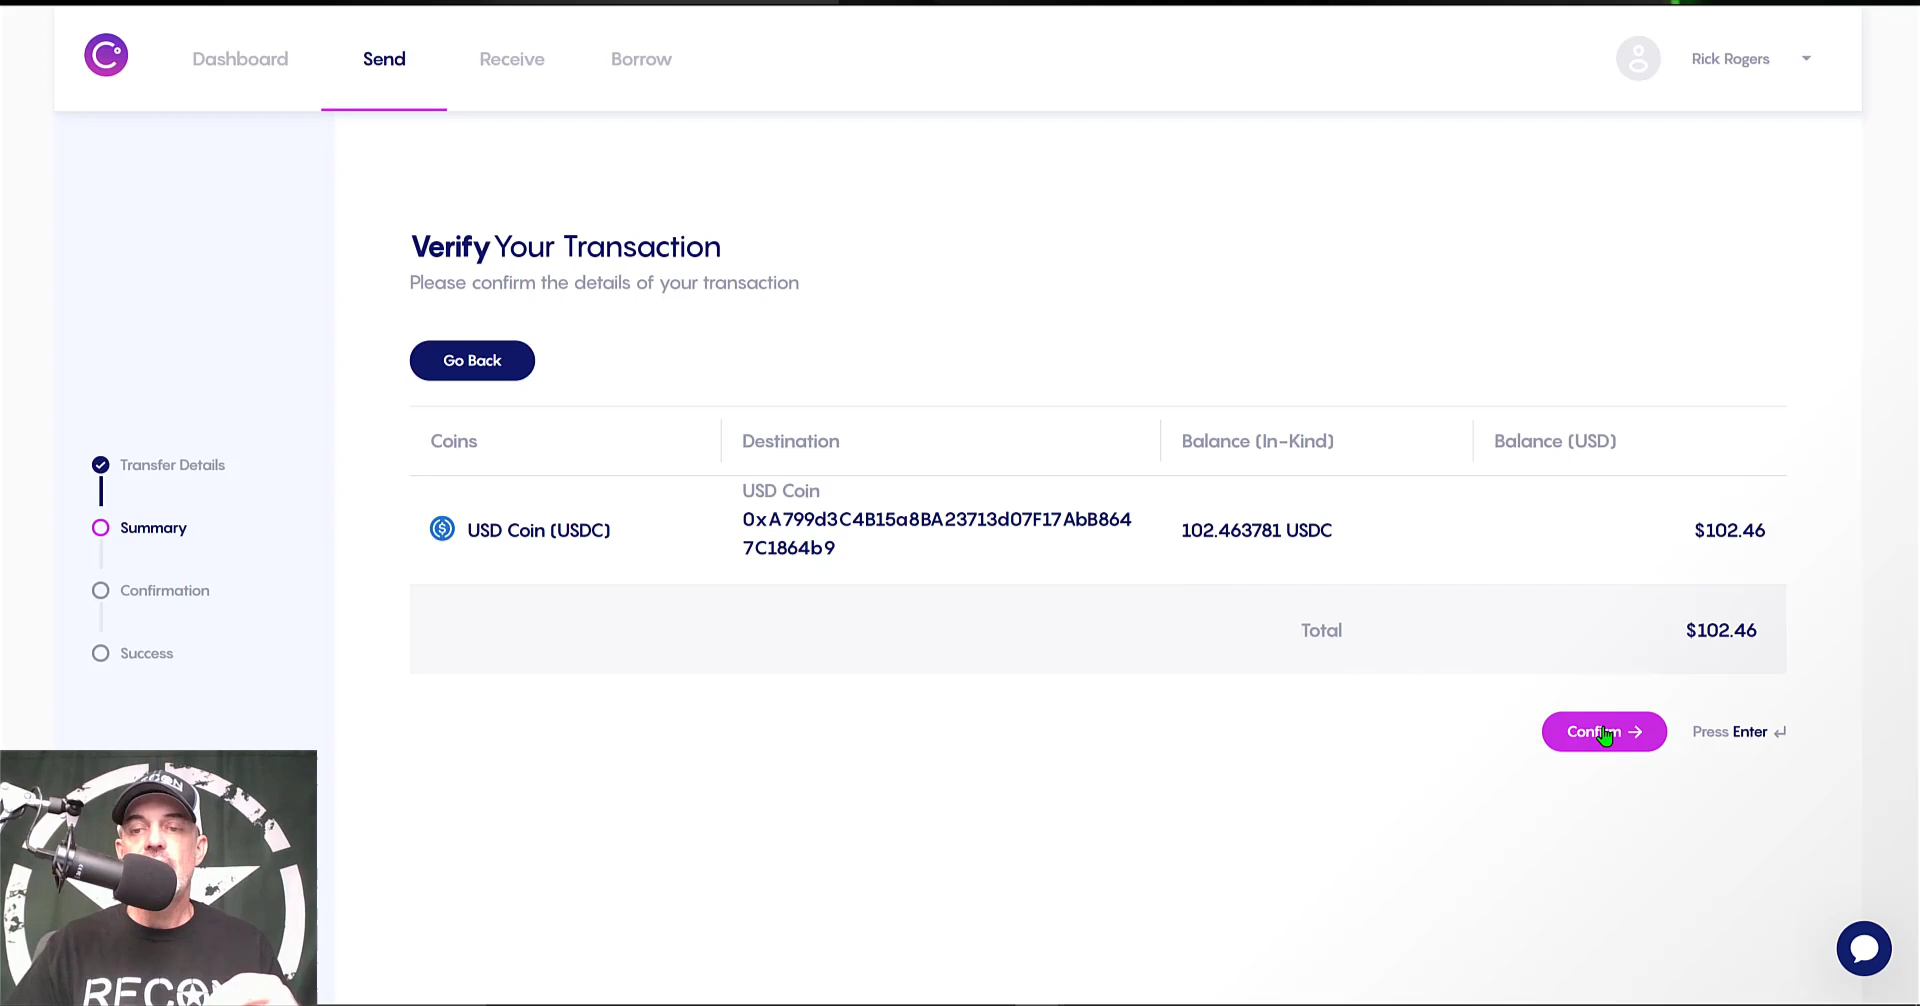 Dashboard
Send
Receive
Borrow
Rick Rogers
Verify Your Transaction
Please confirm the details of your transaction
Go Back
Coins
Destination
Balance (In-Kind)
Balance (USD)
USD Coin (USDC)
USD Coin
0xA799d3C4B15a8BA23713d07F17AbB864
7C1864b9
102.463781 USDC
$102.46
Total
$102.46
Transfer Details
Summary
Confirmation
Success
Confirm
Press Enter
RECON